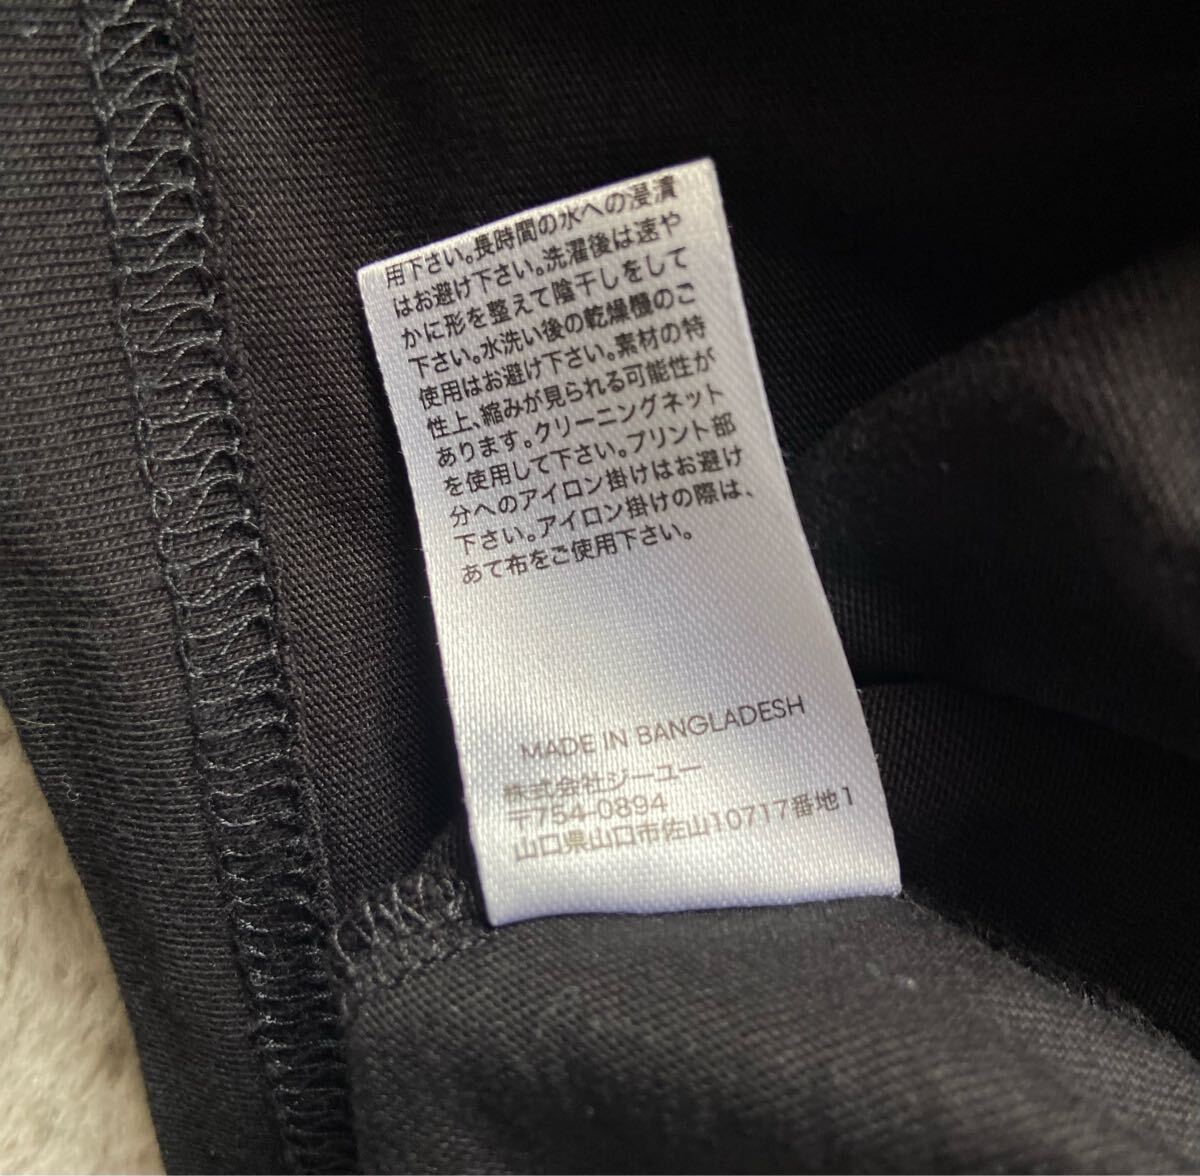 用下さい。長時間の水への浸漬
はお避け下さい。洗濯後は速や
かに形を整えて陰干しをして
下さい。水洗い後の乾燥機のご
使用はお避け下さい。素材の特
性上、縮みが見られる可能性が
あります。クリーニングネット
を使用して下さい。プリント部
分へのアイロン掛けはお避け
下さい。アイロン掛けの際は、
あて布をご使用下さい。
MADE IN BANGLADESH
株式会社ジーユー
〒754-0894
山口県山口市佐山10717番地1